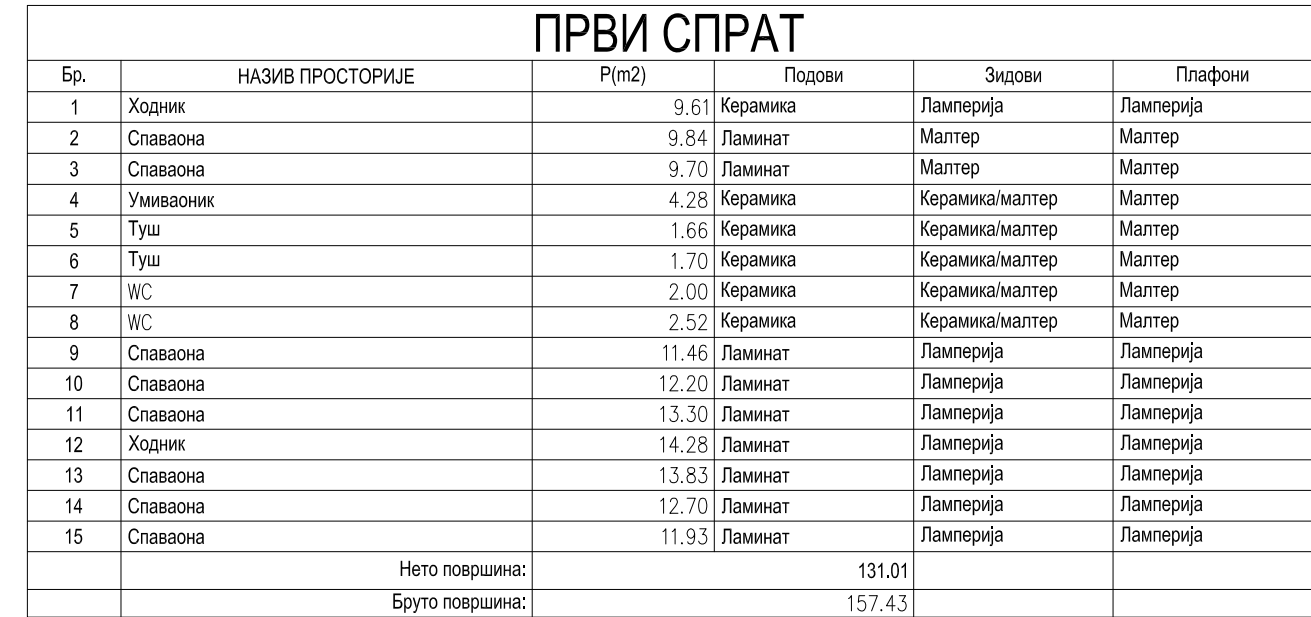 ПРВИ СПРАТ
Бр. НАЗИВ ПРОСТОРИЈЕ P(m2) Подови Зидови Плафони
1 Ходник 9.61 Керамика Ламперија Ламперија
2 Спаваона 9.84 Ламинат Малтер Малтер
3 Спаваона 9.70 Ламинат Малтер Малтер
4 Умиваоник 4.28 Керамика Керамика/малтер Малтер
5 Туш 1.66 Керамика Керамика/малтер Малтер
6 Туш 1.70 Керамика Керамика/малтер Малтер
7 WC 2.00 Керамика Керамика/малтер Малтер
8 WC 2.52 Керамика Керамика/малтер Малтер
9 Спаваона 11.46 Ламинат Ламперија Ламперија
10 Спаваона 12.20 Ламинат Ламперија Ламперија
11 Спаваона 13.30 Ламинат Ламперија Ламперија
12 Ходник 14.28 Ламинат Ламперија Ламперија
13 Спаваона 13.83 Ламинат Ламперија Ламперија
14 Спаваона 12.70 Ламинат Ламперија Ламперија
15 Спаваона 11.93 Ламинат Ламперија Ламперија
Нето површина: 131.01
Бруто површина: 157.43